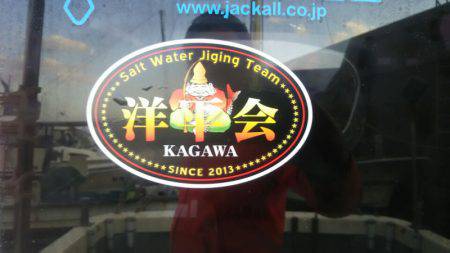 www.jackall.co.jp
Salt Water Jiging Team
洋平会
KAGAWA
SINCE 2013